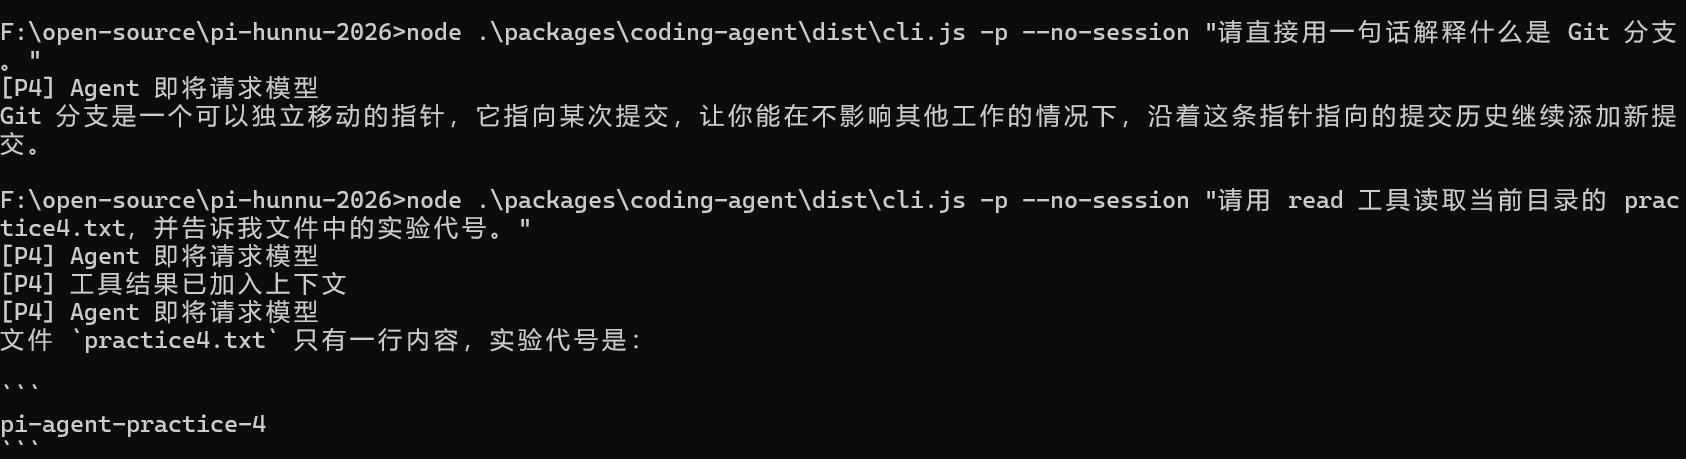 F:\open-source\pi-hunnu-2026>node .\packages\coding-agent\dist\cli.js -p --no-session "请直接用一句话解释什么是 Git 分支
。"
[P4] Agent 即将请求模型
Git 分支是一个可以独立移动的指针，它指向某次提交，让你能在不影响其他工作的情况下，沿着这条指针指向的提交历史继续添加新提
交。
F:\open-source\pi-hunnu-2026>node .\packages\coding-agent\dist\cli.js -p --no-session "请用 read 工具读取当前目录的 prac
tice4.txt，并告诉我文件中的实验代号。"
[P4] Agent 即将请求模型
[P4] 工具结果已加入上下文
[P4] Agent 即将请求模型
文件 `practice4.txt` 只有一行内容，实验代号是：
```
pi-agent-practice-4
```